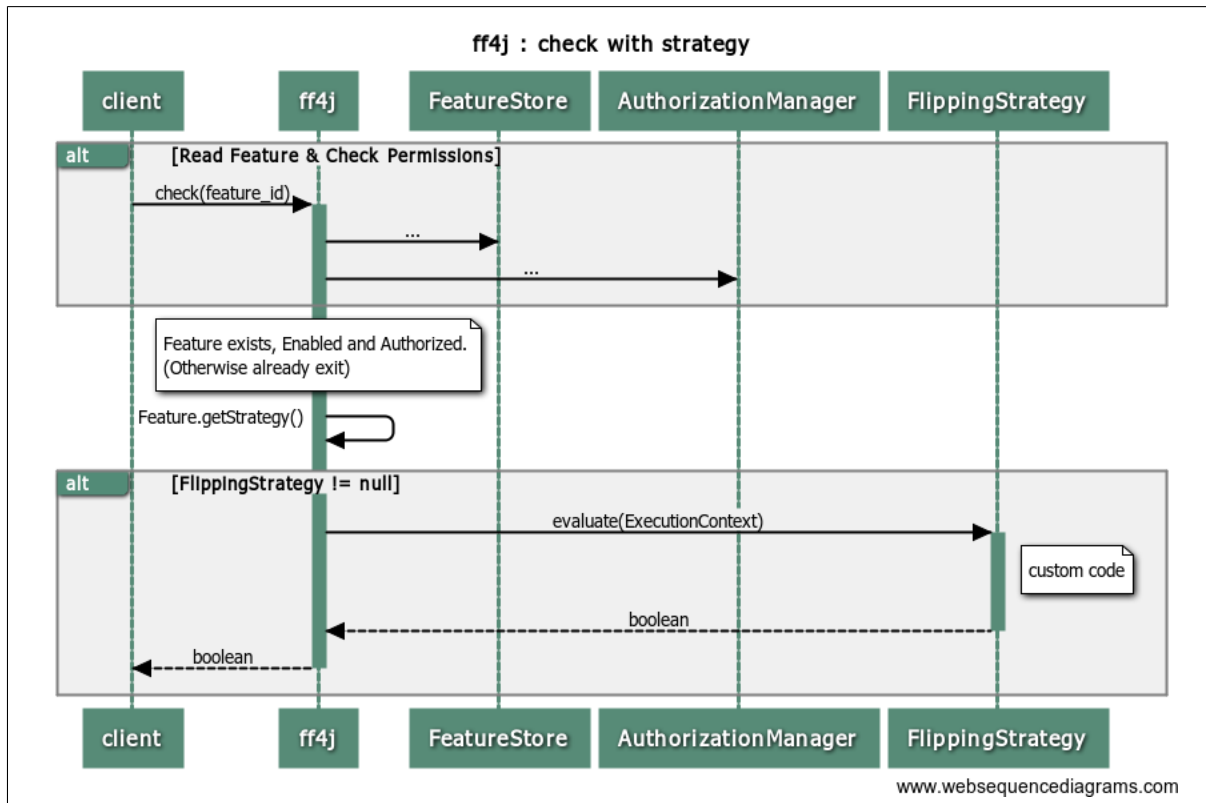 ff4j : check with strategy
client
ff4j
FeatureStore
AuthorizationManager
FlippingStrategy
alt
[Read Feature & Check Permissions]
check(feature_id)
...
...
Feature exists, Enabled and Authorized.
(Otherwise already exit)
Feature.getStrategy()
alt
[FlippingStrategy != null]
evaluate(ExecutionContext)
custom code
boolean
boolean
client
ff4j
FeatureStore
AuthorizationManager
FlippingStrategy
www.websequencediagrams.com